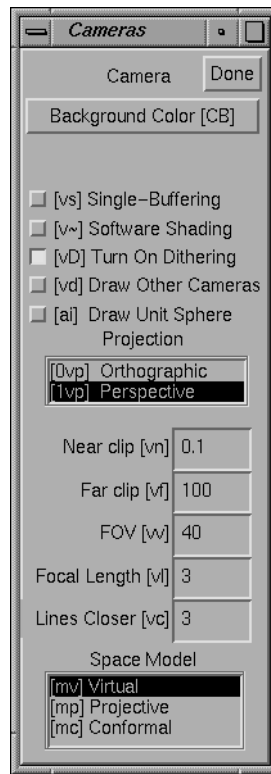 Cameras
Camera Done
Background Color [CB]
[vs] Single-Buffering
[v~] Software Shading
[vD] Turn On Dithering
[vd] Draw Other Cameras
[ai] Draw Unit Sphere
Projection
[0vp] Orthographic
[1vp] Perspective
Near clip [vn] 0.1
Far clip [vf] 100
FOV [vv] 40
Focal Length [vl] 3
Lines Closer [vc] 3
Space Model
[mv] Virtual
[mp] Projective
[mc] Conformal